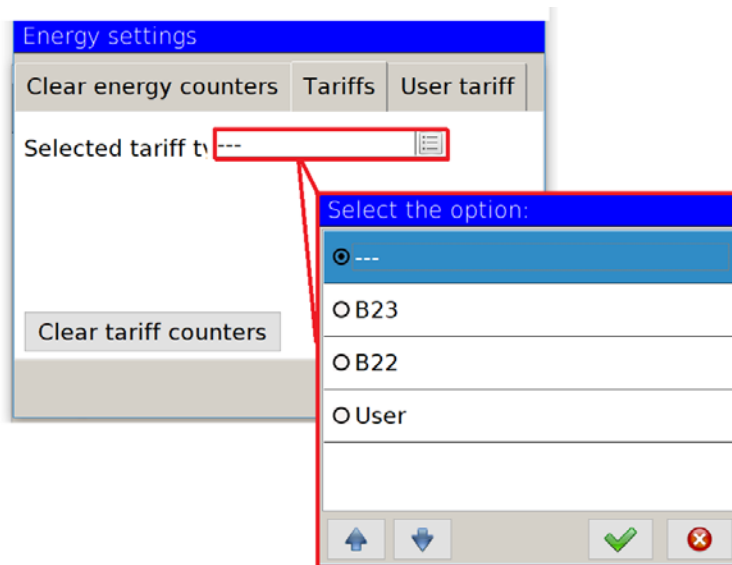 Energy settings
Clear energy counters Tariffs User tariff
Selected tariff ty ---
Select the option:
---
B23
B22
User
Clear tariff counters